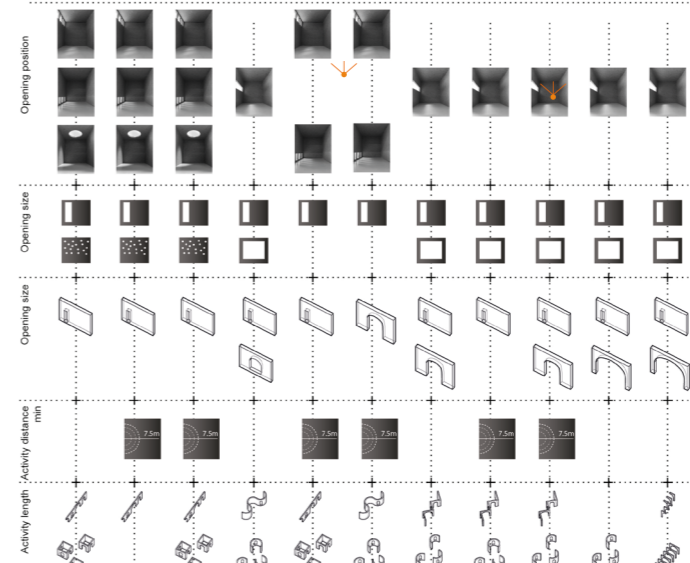 Opening position
Opening size
Opening size
Activity distance
min
7.5m
7.5m
7.5m
7.5m
7.5m
7.5m
Activity length